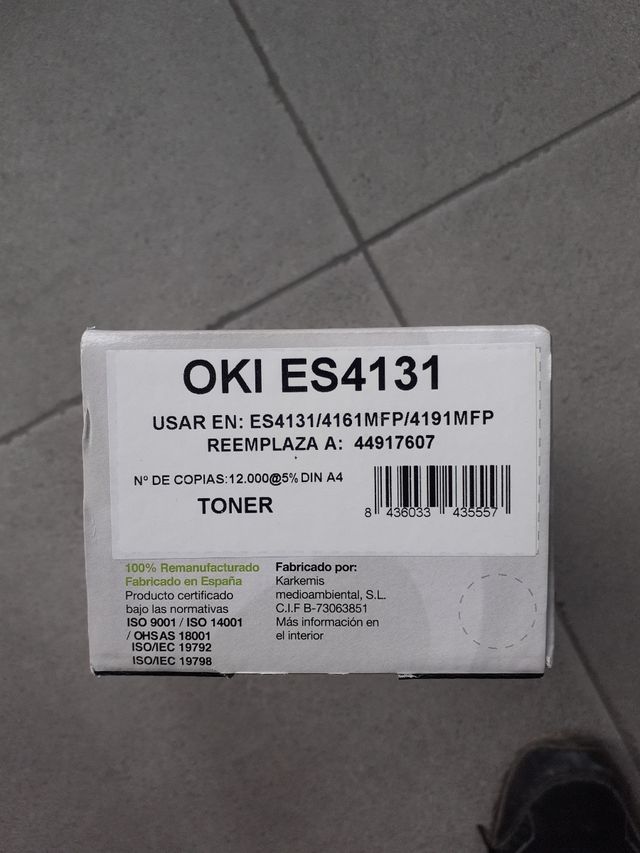 OKI ES4131
USAR EN: ES4131/4161MFP/4191MFP
REEMPLAZA A: 44917607
Nº DE COPIAS:12.000@5% DIN A4
TONER
8 436033 435557
100% Remanufacturado
Fabricado en España
Producto certificado
bajo las normativas
ISO 9001 / ISO 14001
/ OHSAS 18001
ISO/IEC 19792
ISO/IEC 19798
Fabricado por:
Karkemis
medioambiental, S.L.
C.I.F B-73063851
Más información en
el interior